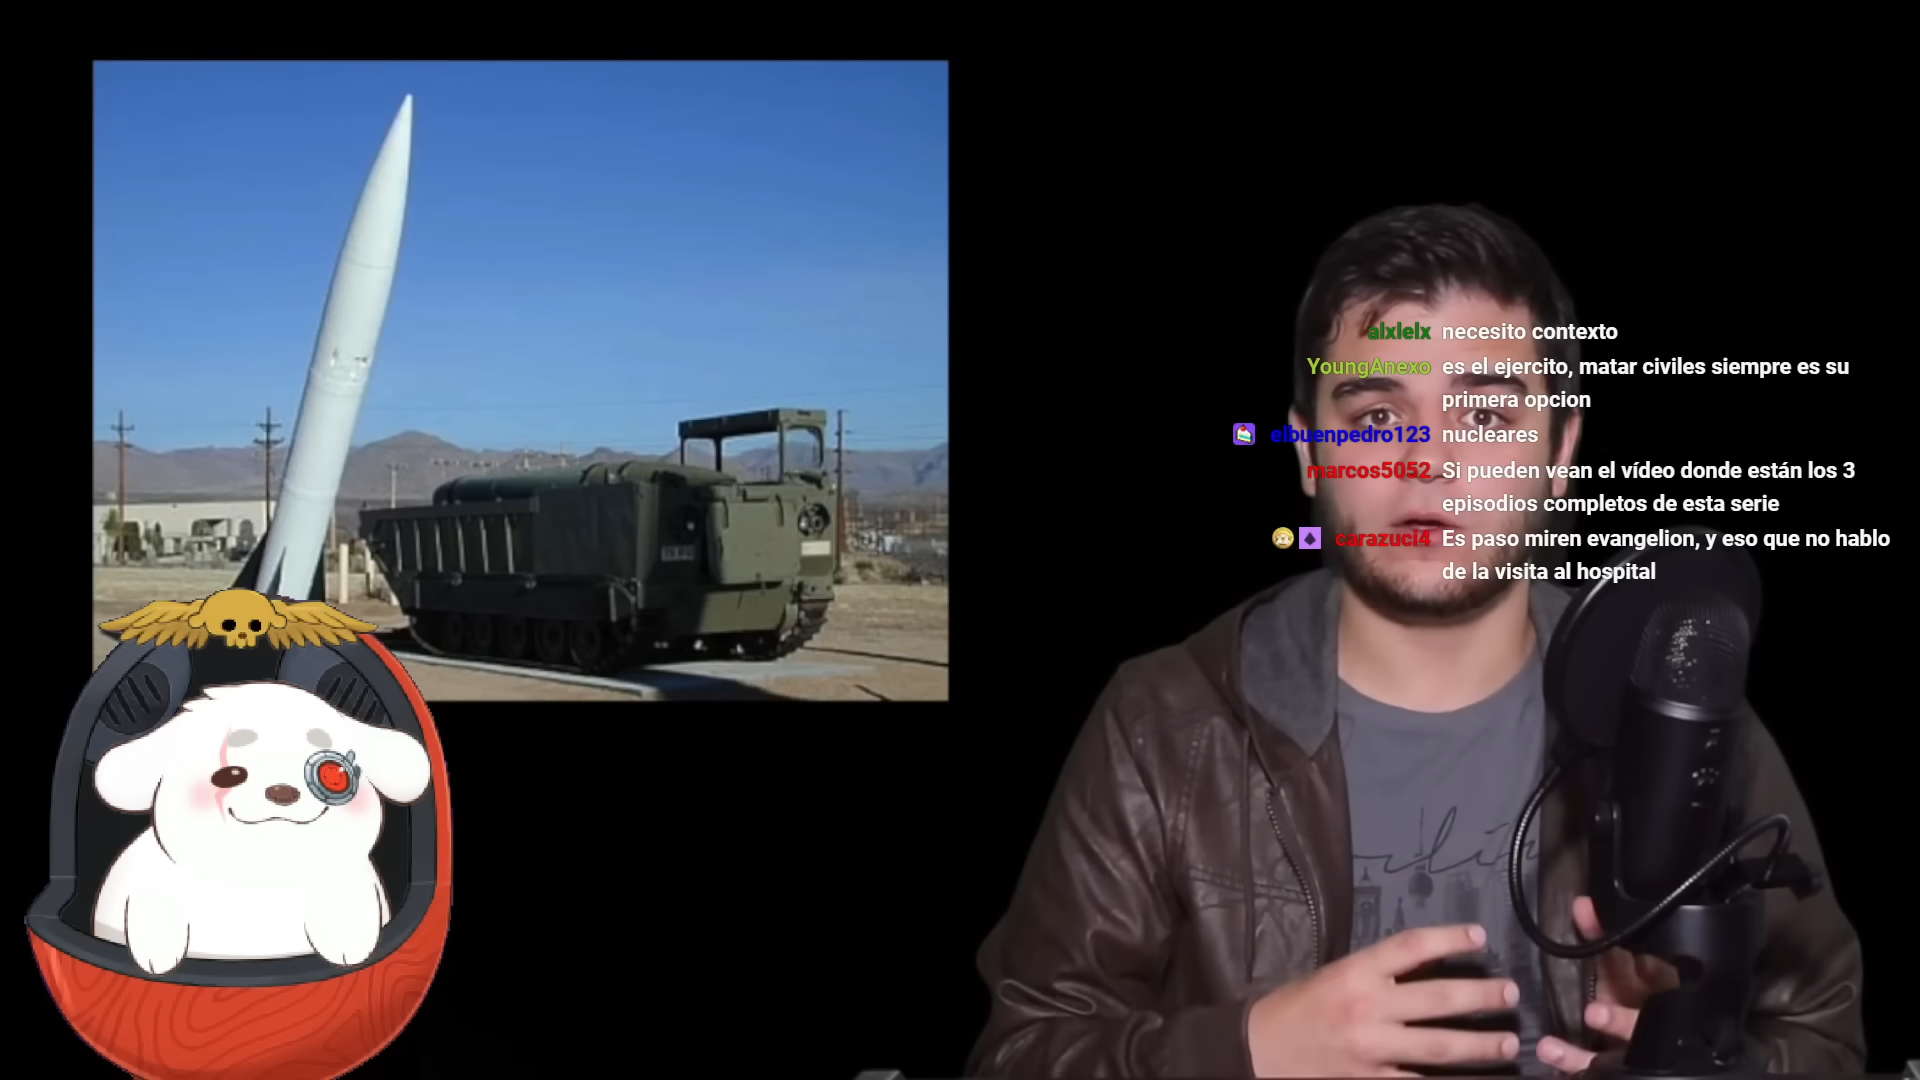 alxlelx necesito contexto
YoungAnexo es el ejercito, matar civiles siempre es su
primera opcion
elbuenpedro123 nucleares
marcos5052 Si pueden vean el vídeo donde están los 3
episodios completos de esta serie
carazuci4 Es paso miren evangelion, y eso que no hablo
de la visita al hospital